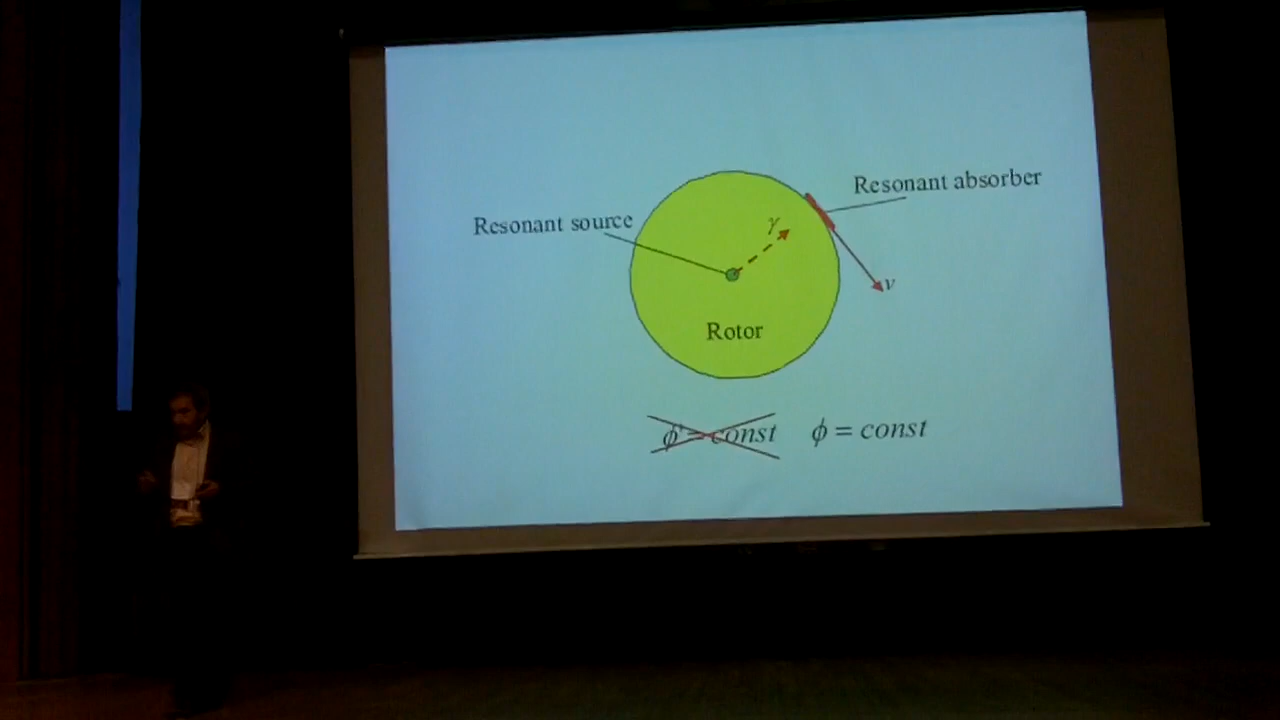 Resonant absorber
Resonant source
γ
v
Rotor
ϕ' = const
ϕ = const